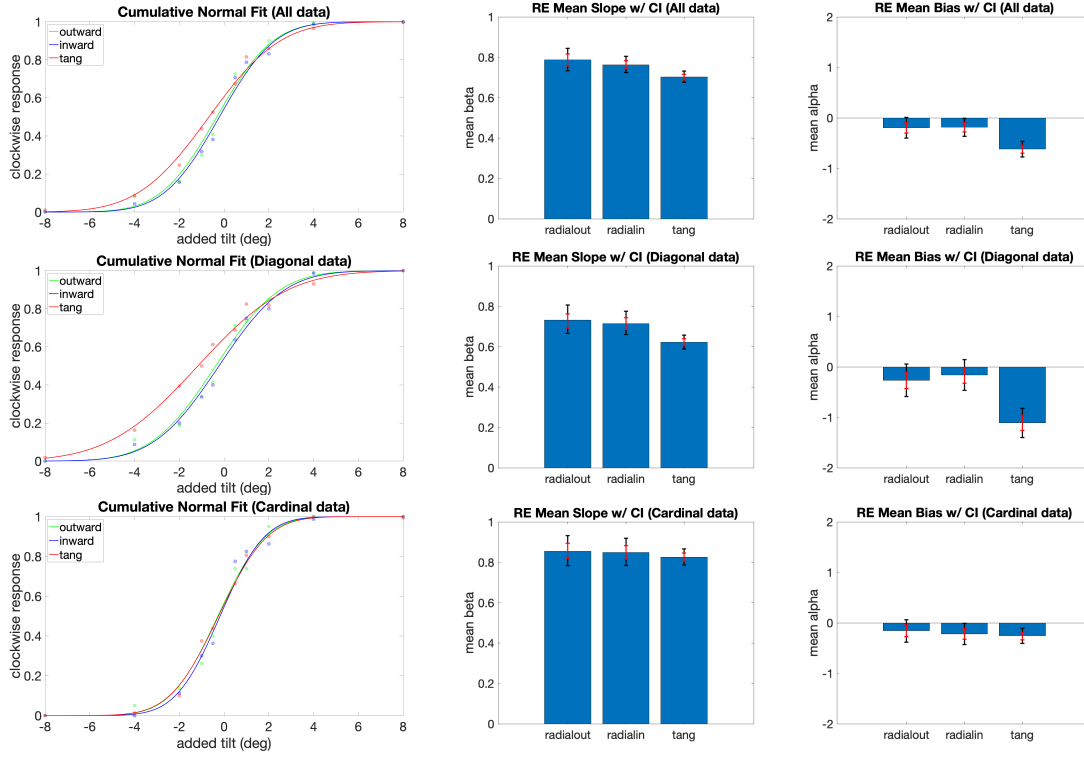 Cumulative Normal Fit (All data)
clockwise response
1
0.8
0.6
0.4
0.2
0
outward
inward
tang
-8 -6 -4 -2 0 2 4 6 8
added tilt (deg)
RE Mean Slope w/ CI (All data)
mean beta
1
0.8
0.6
0.4
0.2
0
radialout radialin tang
RE Mean Bias w/ CI (All data)
mean alpha
2
1
0
-1
-2
radialout radialin tang
Cumulative Normal Fit (Diagonal data)
clockwise response
1
0.8
0.6
0.4
0.2
0
outward
inward
tang
-8 -6 -4 -2 0 2 4 6 8
added tilt (deg)
RE Mean Slope w/ CI (Diagonal data)
mean beta
1
0.8
0.6
0.4
0.2
0
radialout radialin tang
RE Mean Bias w/ CI (Diagonal data)
mean alpha
2
1
0
-1
-2
radialout radialin tang
Cumulative Normal Fit (Cardinal data)
clockwise response
1
0.8
0.6
0.4
0.2
0
outward
inward
tang
-8 -6 -4 -2 0 2 4 6 8
added tilt (deg)
RE Mean Slope w/ CI (Cardinal data)
mean beta
1
0.8
0.6
0.4
0.2
0
radialout radialin tang
RE Mean Bias w/ CI (Cardinal data)
mean alpha
2
1
0
-1
-2
radialout radialin tang